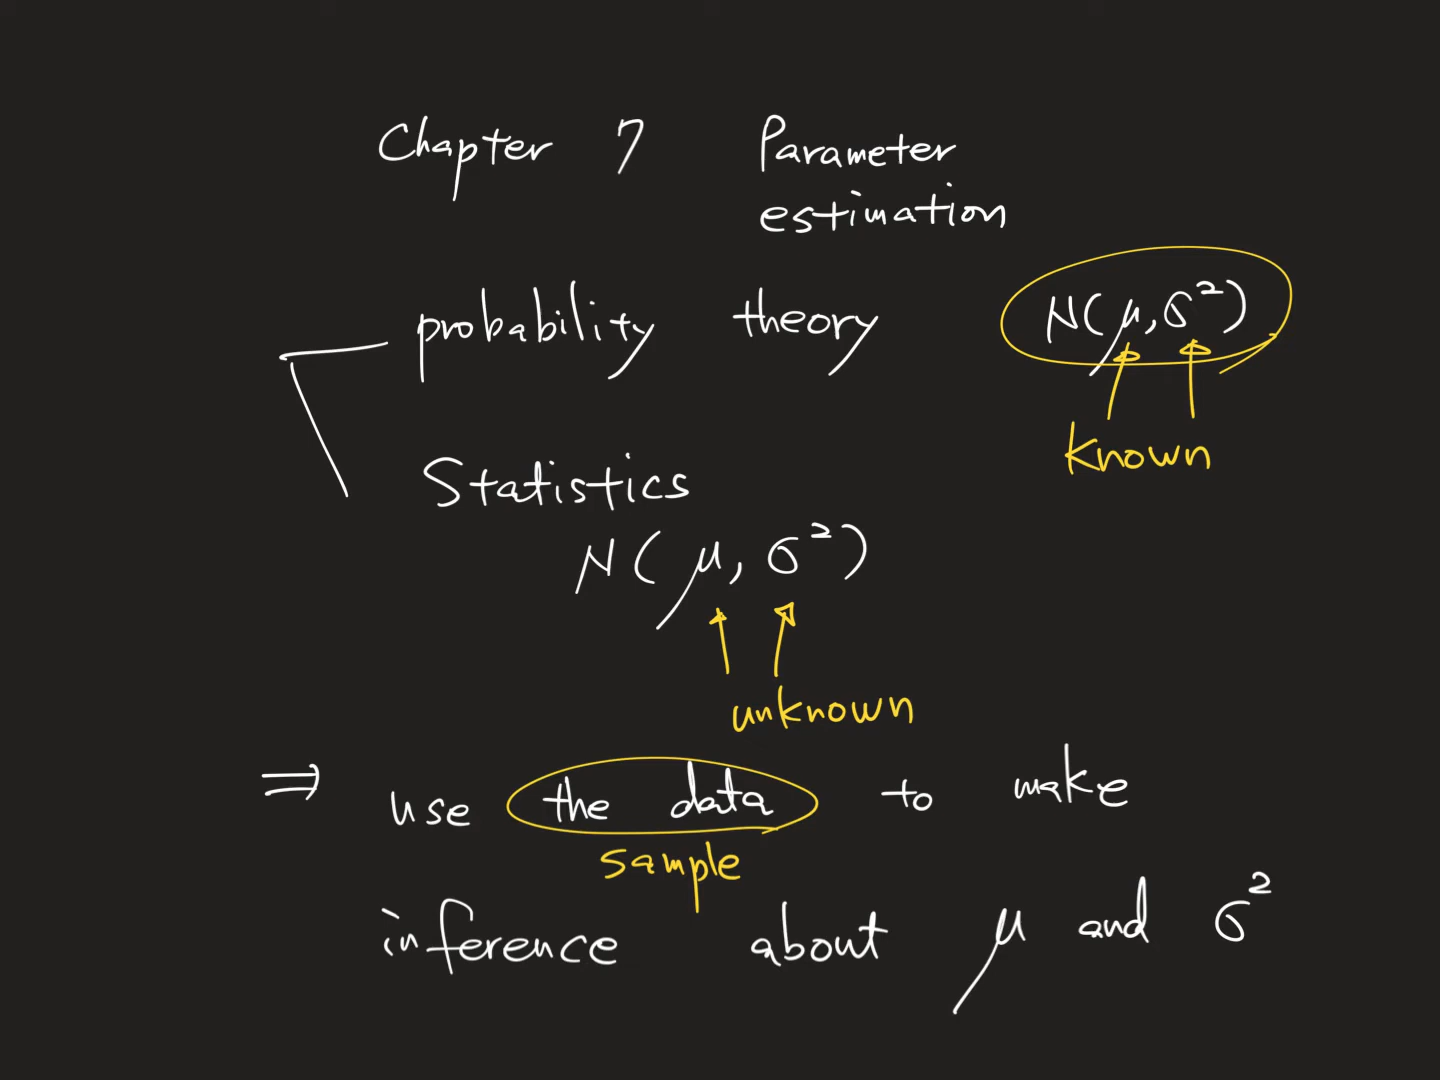 Chapter 7 Parameter
estimation
probability theory N(μ, σ²)
known
Statistics
N(μ, σ²)
unknown
⇒ use the data to make
sample
inference about μ and σ²